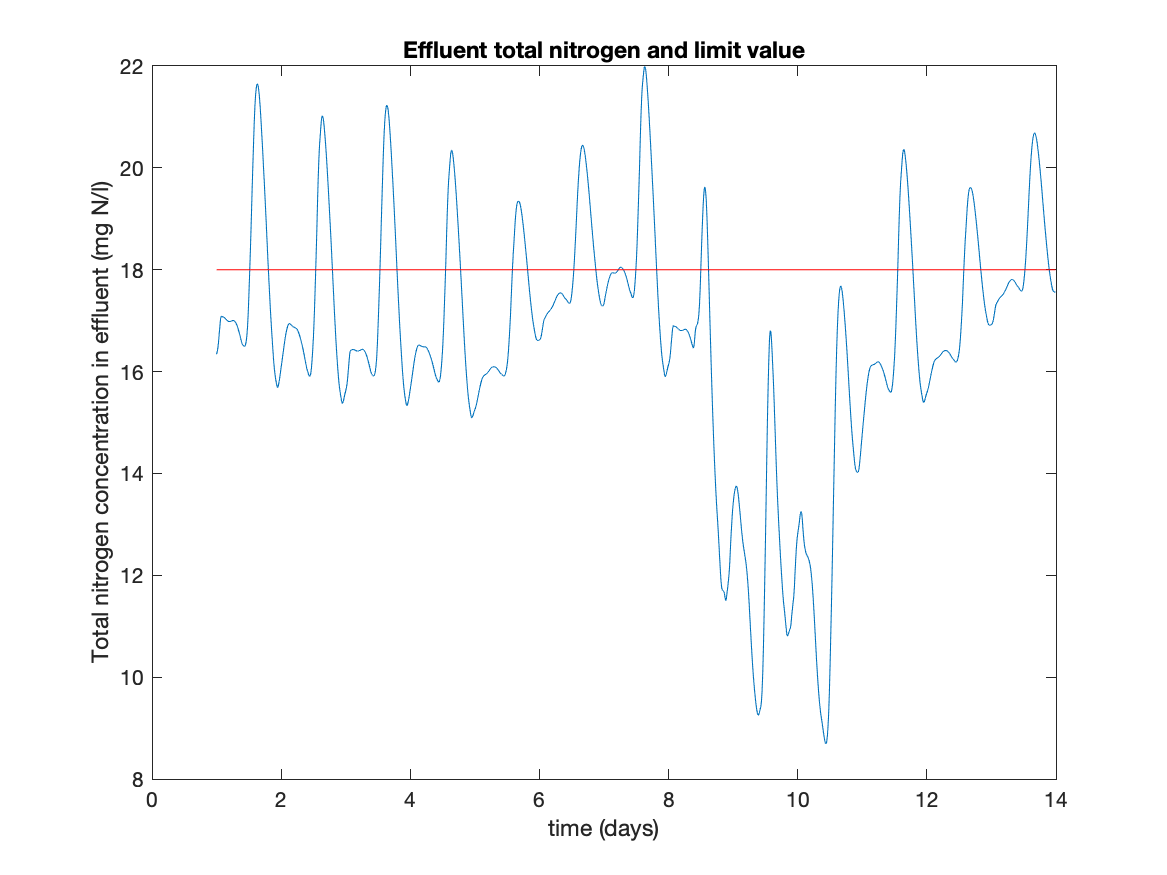 Effluent total nitrogen and limit value
Total nitrogen concentration in effluent (mg N/l)
22
20
18
16
14
12
10
8
0 2 4 6 8 10 12 14
time (days)